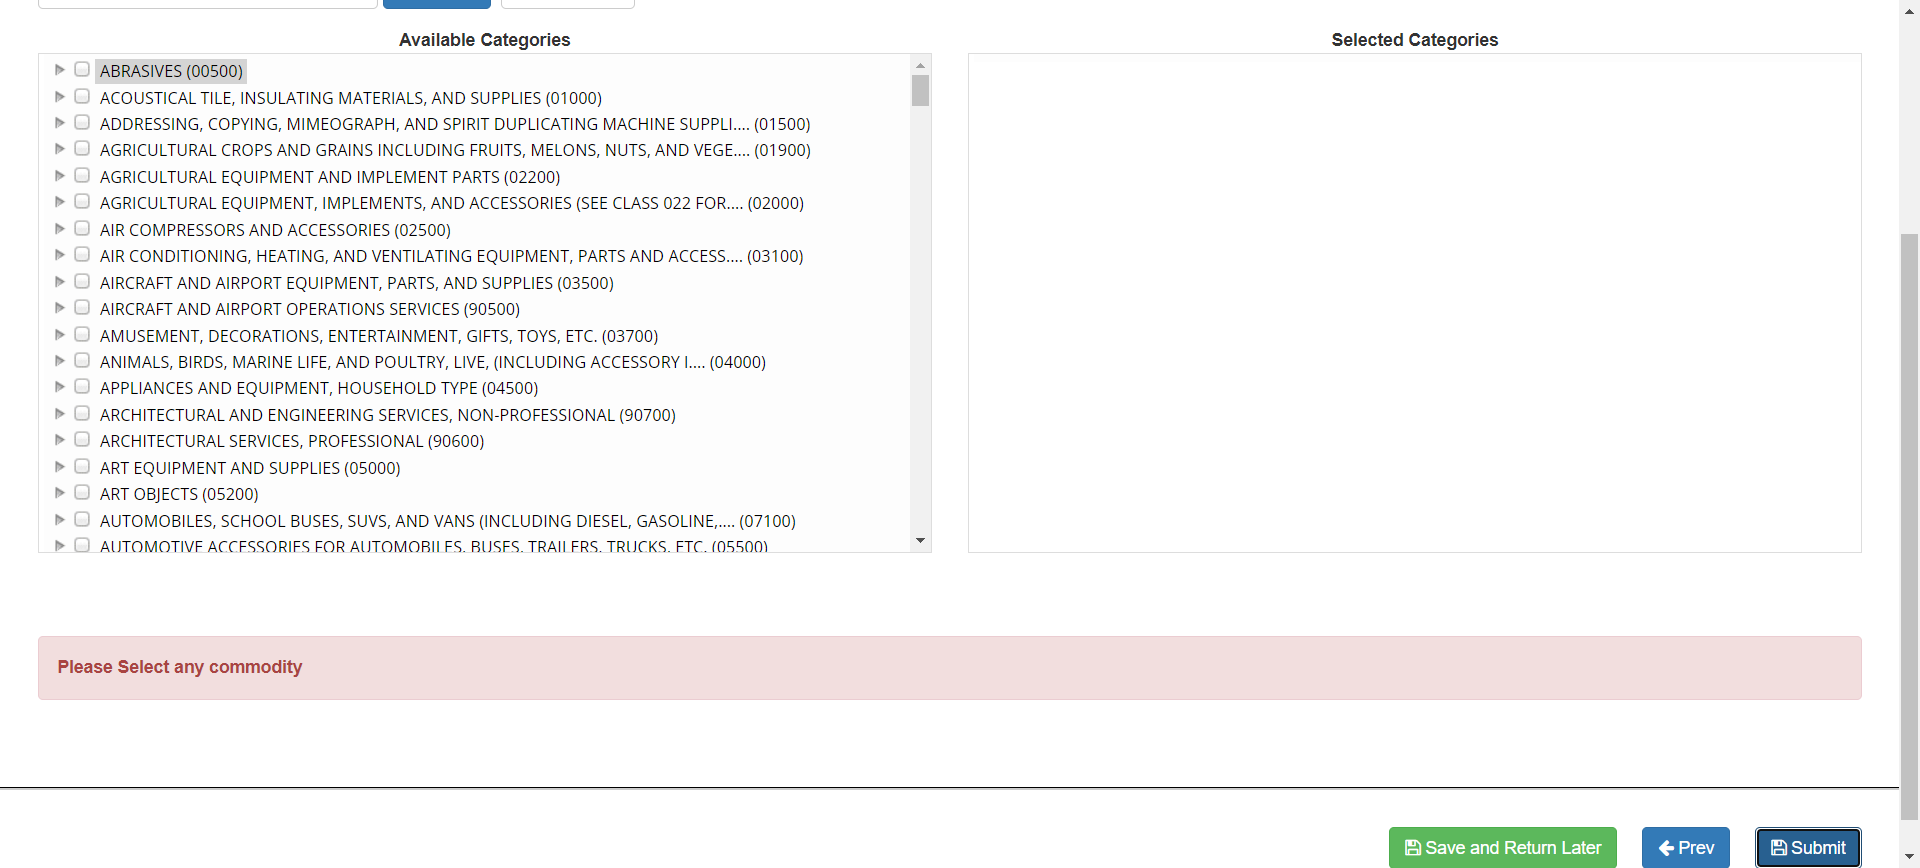 Available Categories
Selected Categories
ABRASIVES (00500)
ACOUSTICAL TILE, INSULATING MATERIALS, AND SUPPLIES (01000)
ADDRESSING, COPYING, MIMEOGRAPH, AND SPIRIT DUPLICATING MACHINE SUPPLI.... (01500)
AGRICULTURAL CROPS AND GRAINS INCLUDING FRUITS, MELONS, NUTS, AND VEGE.... (01900)
AGRICULTURAL EQUIPMENT AND IMPLEMENT PARTS (02200)
AGRICULTURAL EQUIPMENT, IMPLEMENTS, AND ACCESSORIES (SEE CLASS 022 FOR.... (02000)
AIR COMPRESSORS AND ACCESSORIES (02500)
AIR CONDITIONING, HEATING, AND VENTILATING EQUIPMENT, PARTS AND ACCESS.... (03100)
AIRCRAFT AND AIRPORT EQUIPMENT, PARTS, AND SUPPLIES (03500)
AIRCRAFT AND AIRPORT OPERATIONS SERVICES (90500)
AMUSEMENT, DECORATIONS, ENTERTAINMENT, GIFTS, TOYS, ETC. (03700)
ANIMALS, BIRDS, MARINE LIFE, AND POULTRY, LIVE, (INCLUDING ACCESSORY I.... (04000)
APPLIANCES AND EQUIPMENT, HOUSEHOLD TYPE (04500)
ARCHITECTURAL AND ENGINEERING SERVICES, NON-PROFESSIONAL (90700)
ARCHITECTURAL SERVICES, PROFESSIONAL (90600)
ART EQUIPMENT AND SUPPLIES (05000)
ART OBJECTS (05200)
AUTOMOBILES, SCHOOL BUSES, SUVS, AND VANS (INCLUDING DIESEL, GASOLINE,.... (07100)
AUTOMOTIVE ACCESSORIES FOR AUTOMOBILES, BUSES, TRAILERS, TRUCKS, ETC. (05500)
Please Select any commodity
Save and Return Later
Prev
Submit